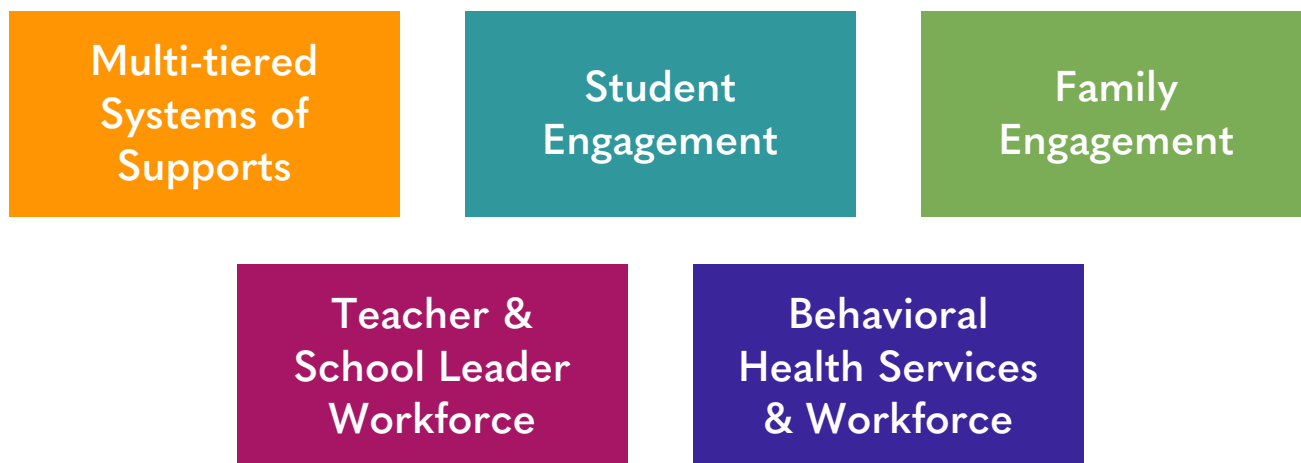 Multi-tiered
Systems of
Supports
Student
Engagement
Family
Engagement
Teacher &
School Leader
Workforce
Behavioral
Health Services
& Workforce